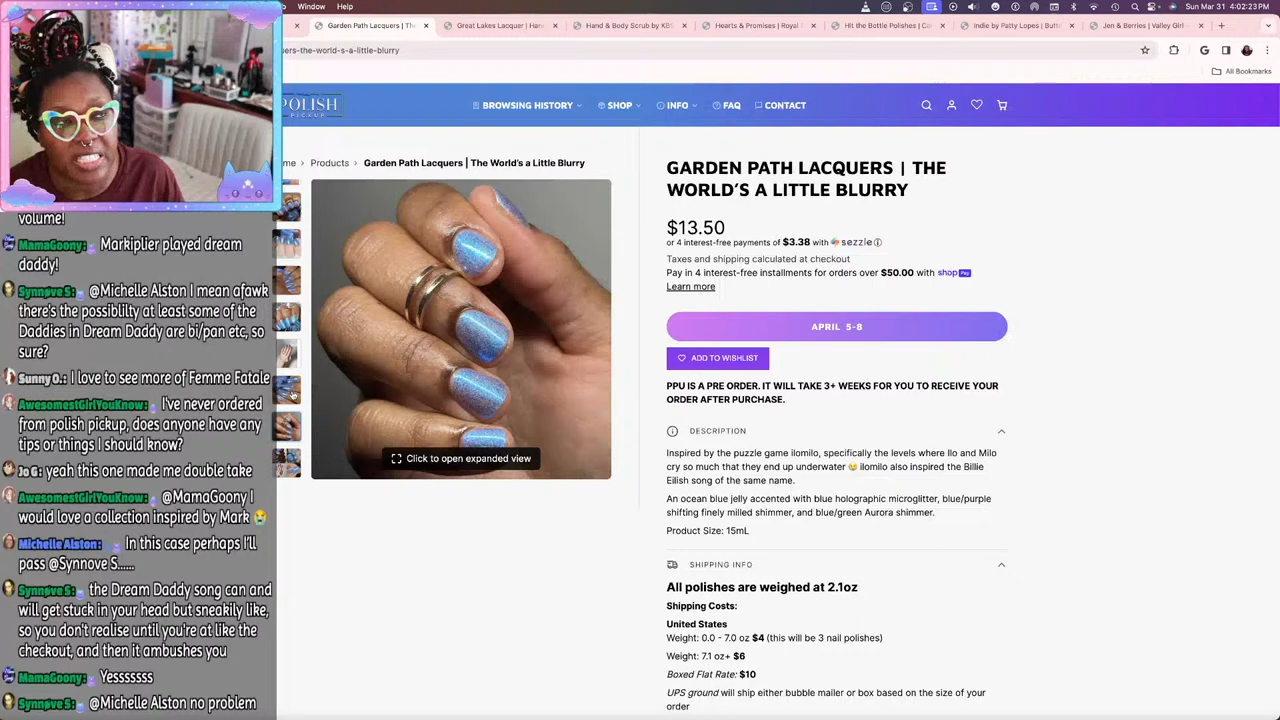 Window
Help
Sun Mar 31 4:02:23 PM
Garden Path Lacquers | The
Great Lakes Lacquer | Hand
Hand & Body Scrub by KBS
Hearts & Promises | Royal
Hit the Bottle Polishes | Ca
Indie by Patty Lopes | Butt
Jen & Berries | Valley Girl
ers-the-world-s-a-little-blurry
All Bookmarks
POLISH
PICKUP
BROWSING HISTORY
SHOP
INFO
FAQ
CONTACT
me > Products > Garden Path Lacquers | The World's a Little Blurry
Click to open expanded view
GARDEN PATH LACQUERS | THE
WORLD'S A LITTLE BLURRY
$13.50
or 4 interest-free payments of $3.38 with sezzle
Taxes and shipping calculated at checkout
Pay in 4 interest-free installments for orders over $50.00 with shop Pay
Learn more
APRIL 5-8
ADD TO WISHLIST
PPU IS A PRE ORDER. IT WILL TAKE 3+ WEEKS FOR YOU TO RECEIVE YOUR
ORDER AFTER PURCHASE.
DESCRIPTION
Inspired by the puzzle game ilomilo, specifically the levels where Ilo and Milo
cry so much that they end up underwater 🥹 ilomilo also inspired the Billie
Eilish song of the same name.
An ocean blue jelly accented with blue holographic microglitter, blue/purple
shifting finely milled shimmer, and blue/green Aurora shimmer.
Product Size: 15mL
SHIPPING INFO
All polishes are weighed at 2.1oz
Shipping Costs:
United States
Weight: 0.0 - 7.0 oz $4 (this will be 3 nail polishes)
Weight: 7.1 oz+ $6
Boxed Flat Rate: $10
UPS ground will ship either bubble mailer or box based on the size of your
order
volume!
MamaGoony: Markiplier played dream
daddy!
Synnove S: @Michelle Alston I mean afawk
there's the possiblilty at least some of the
Daddies in Dream Daddy are bi/pan etc, so
sure?
Sunny O.: I love to see more of Femme Fatale
AwesomestGirlYouKnow: I've never ordered
from polish pickup, does anyone have any
tips or things I should know?
Jo G: yeah this one made me double take
AwesomestGirlYouKnow: @MamaGoony I
would love a collection inspired by Mark 😭
Michelle Alston: In this case perhaps I'll
pass @Synnove S......
Synnove S: the Dream Daddy song can and
will get stuck in your head but sneakily like,
so you don't realise until you're at like the
checkout, and then it ambushes you
MamaGoony: Yesssssss
Synnove S: @Michelle Alston no problem